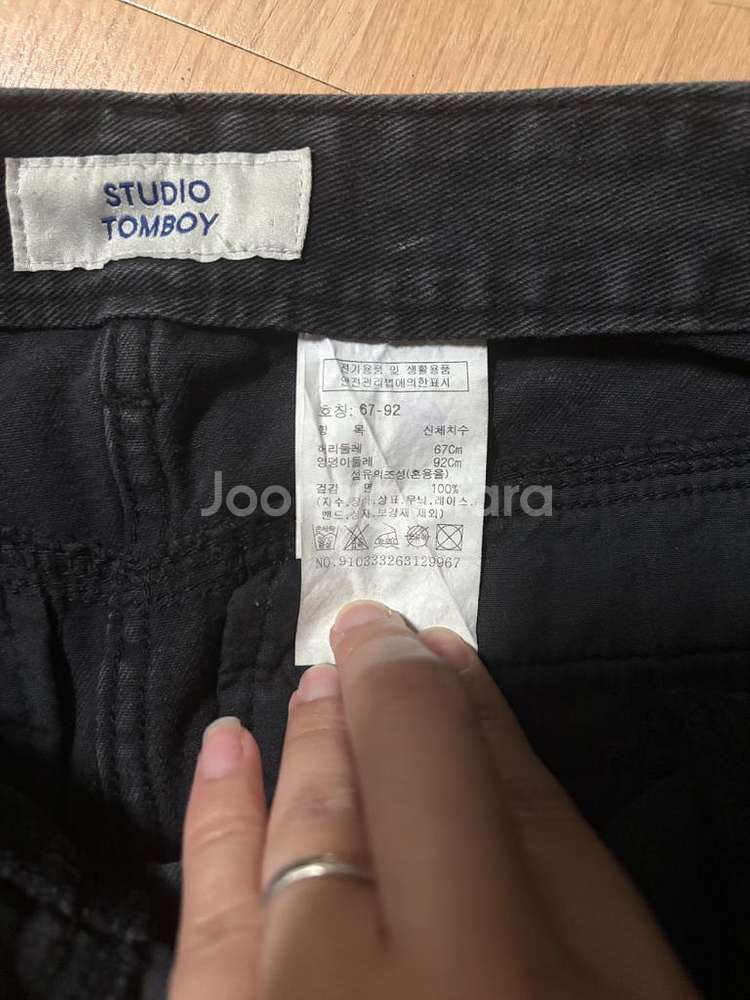 STUDIO
TOMBOY
전기용품 및 생활용품
안전관리법에의한표시
호칭: 67-92
항 목 신체치수
허리둘레 67Cm
엉덩이둘레 92Cm
섬유의조성(혼용율)
겉감 면 100%
(자수.장식.상표.무늬.레이스.
밴드.심지.보강재 제외)
NO.910333263129967